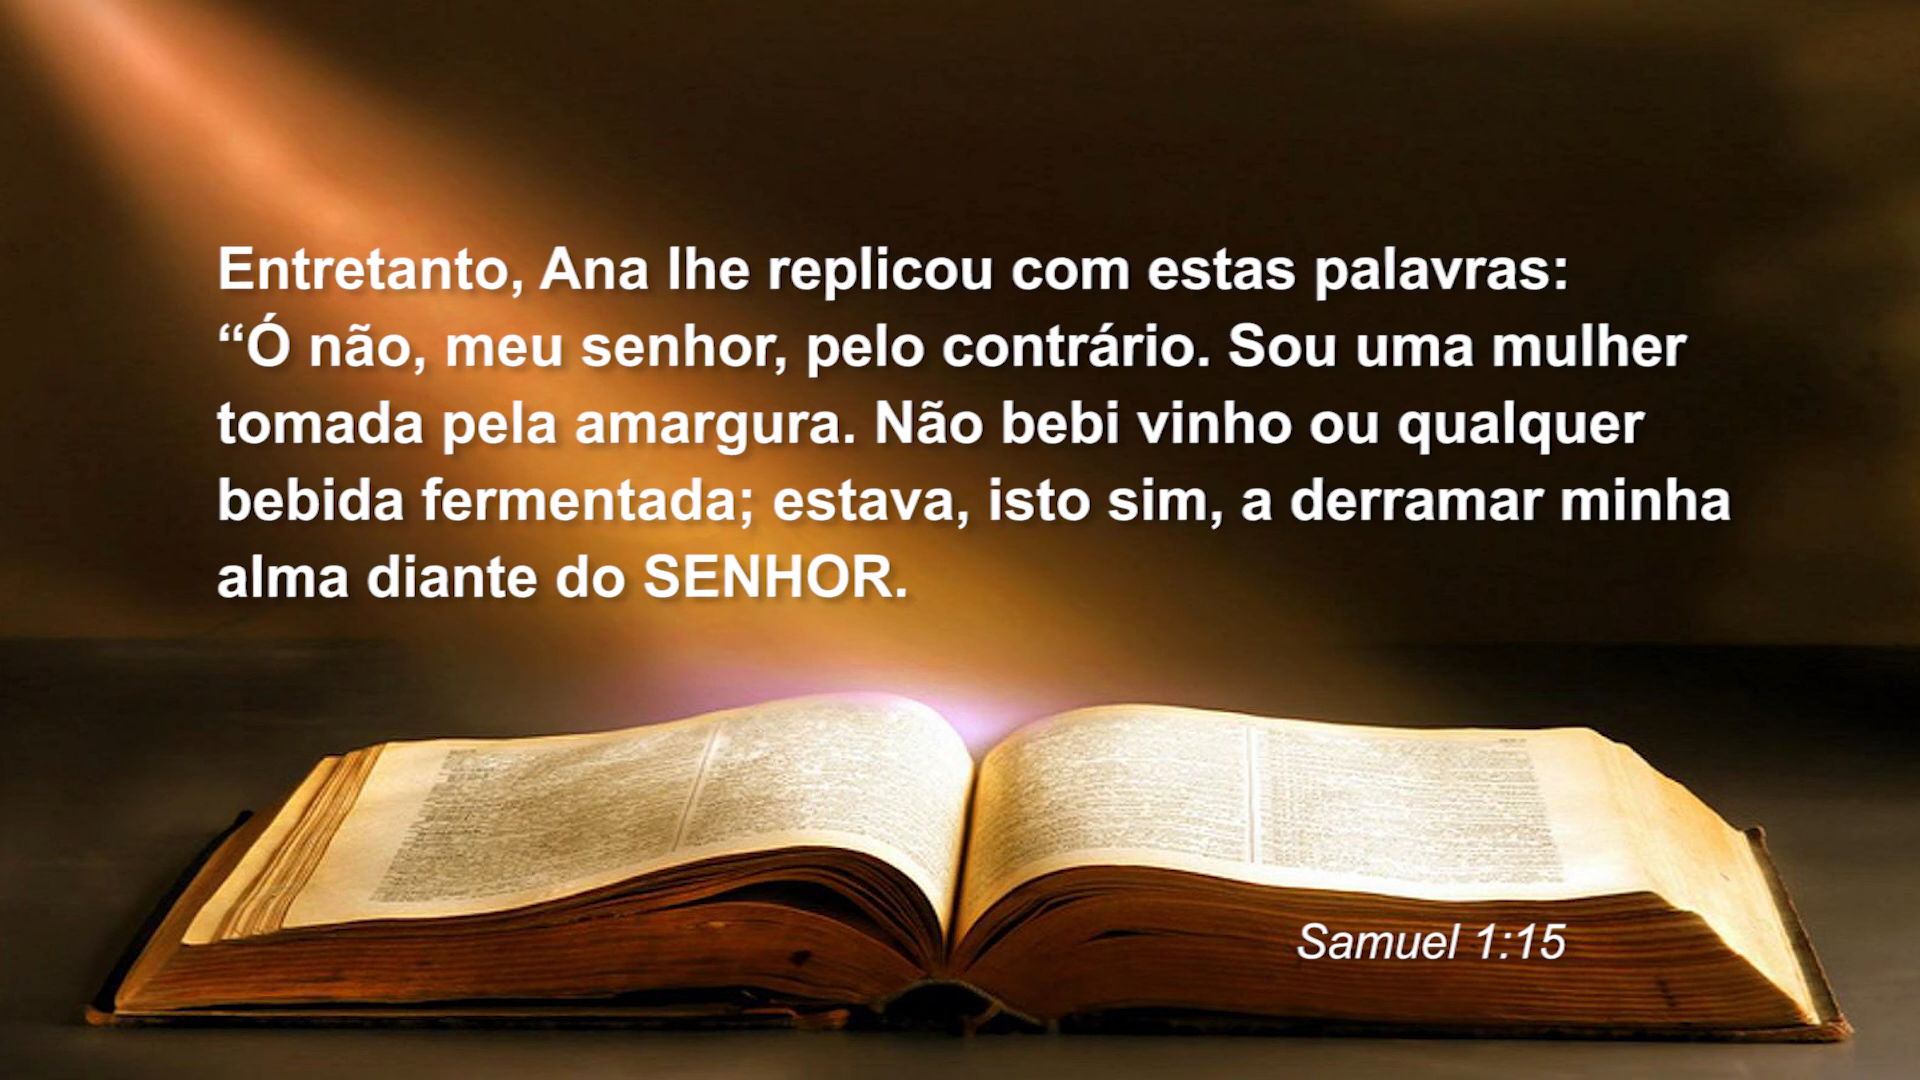 Entretanto, Ana lhe replicou com estas palavras:
“Ó não, meu senhor, pelo contrário. Sou uma mulher
tomada pela amargura. Não bebi vinho ou qualquer
bebida fermentada; estava, isto sim, a derramar minha
alma diante do SENHOR.
Samuel 1:15